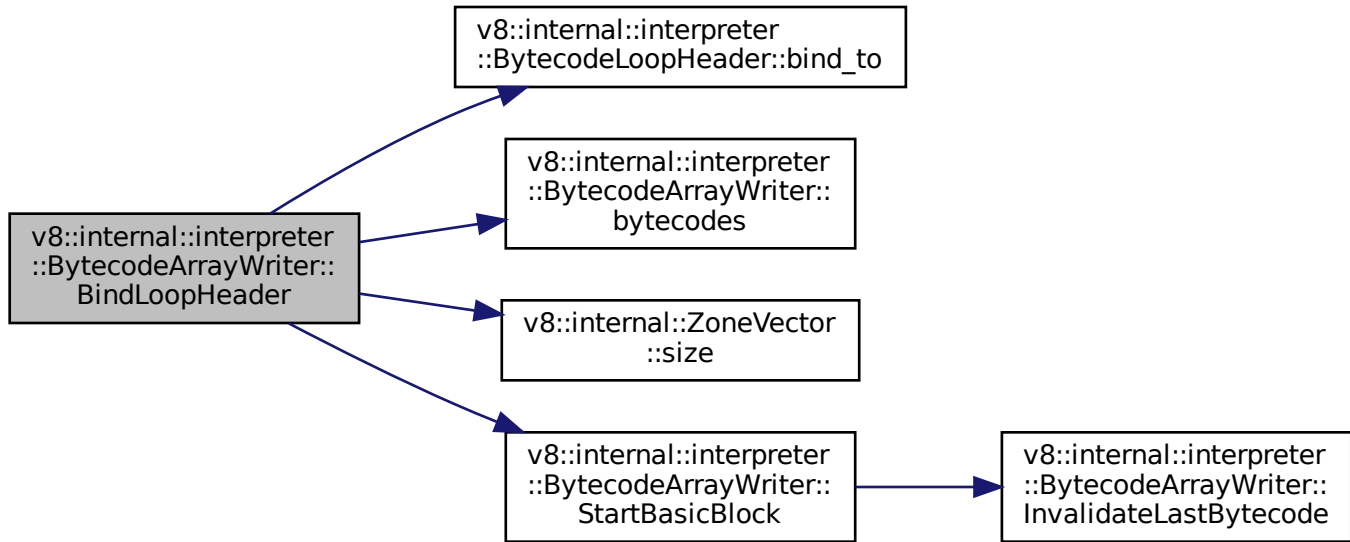 v8::internal::interpreter
::BytecodeLoopHeader::bind_to
v8::internal::interpreter
::BytecodeArrayWriter::
bytecodes
v8::internal::interpreter
::BytecodeArrayWriter::
BindLoopHeader
v8::internal::ZoneVector
::size
v8::internal::interpreter
::BytecodeArrayWriter::
StartBasicBlock
v8::internal::interpreter
::BytecodeArrayWriter::
InvalidateLastBytecode